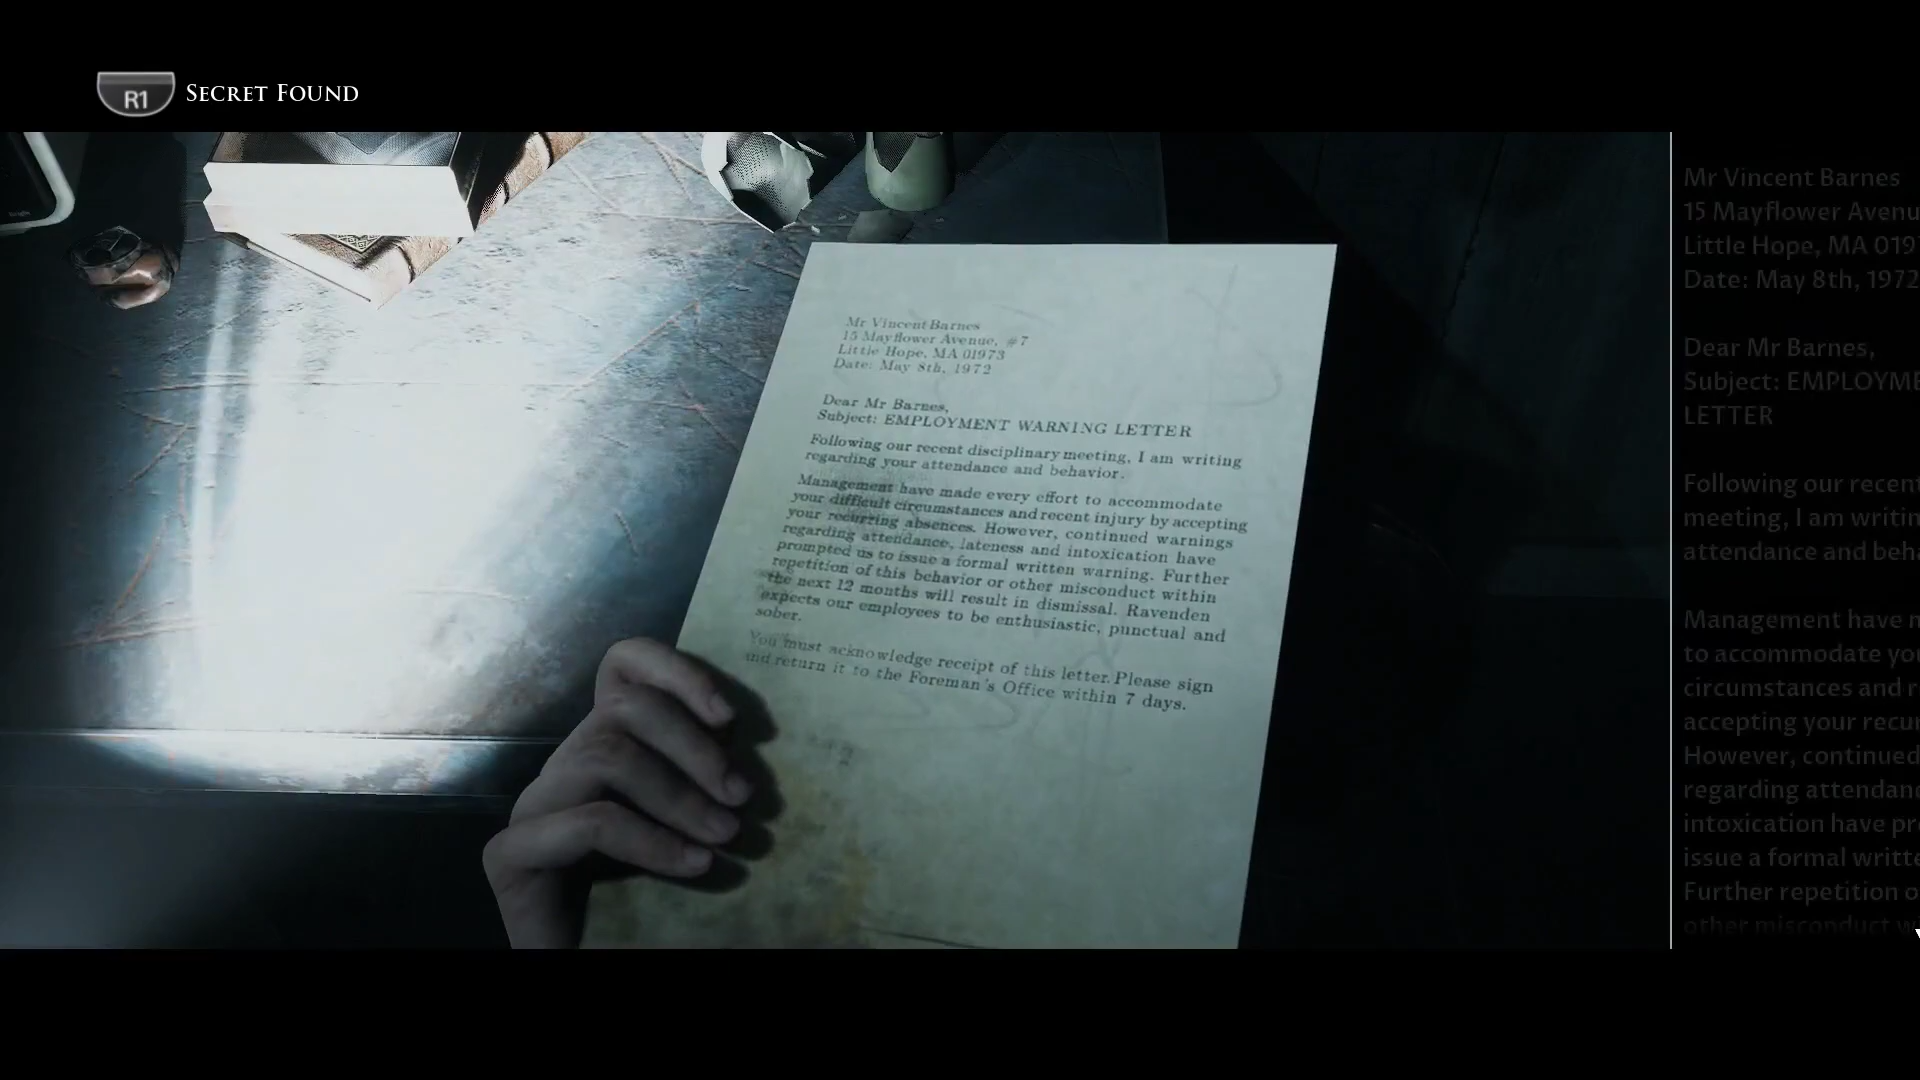 R1 SECRET FOUND
Mr Vincent Barnes
15 Mayflower Avenue, #7
Little Hope, MA 01973
Date: May 8th, 1972
Dear Mr Barnes,
Subject: EMPLOYMENT WARNING LETTER
Following our recent disciplinary meeting, I am writing
regarding your attendance and behavior.
Management have made every effort to accommodate
your difficult circumstances and recent injury by accepting
your recurring absences. However, continued warnings
regarding attendance, lateness and intoxication have
prompted us to issue a formal written warning. Further
repetition of this behavior or other misconduct within
the next 12 months will result in dismissal. Ravenden
expects our employees to be enthusiastic, punctual and
sober.
You must acknowledge receipt of this letter. Please sign
and return it to the Foreman's Office within 7 days.
Mr Vincent Barnes
15 Mayflower Avenu
Little Hope, MA 019
Date: May 8th, 1972
Dear Mr Barnes,
Subject: EMPLOYME
LETTER
Following our recent
meeting, I am writin
attendance and beha
Management have m
to accommodate you
circumstances and r
accepting your recur
However, continued
regarding attendanc
intoxication have pr
issue a formal writte
Further repetition o
other misconduct w